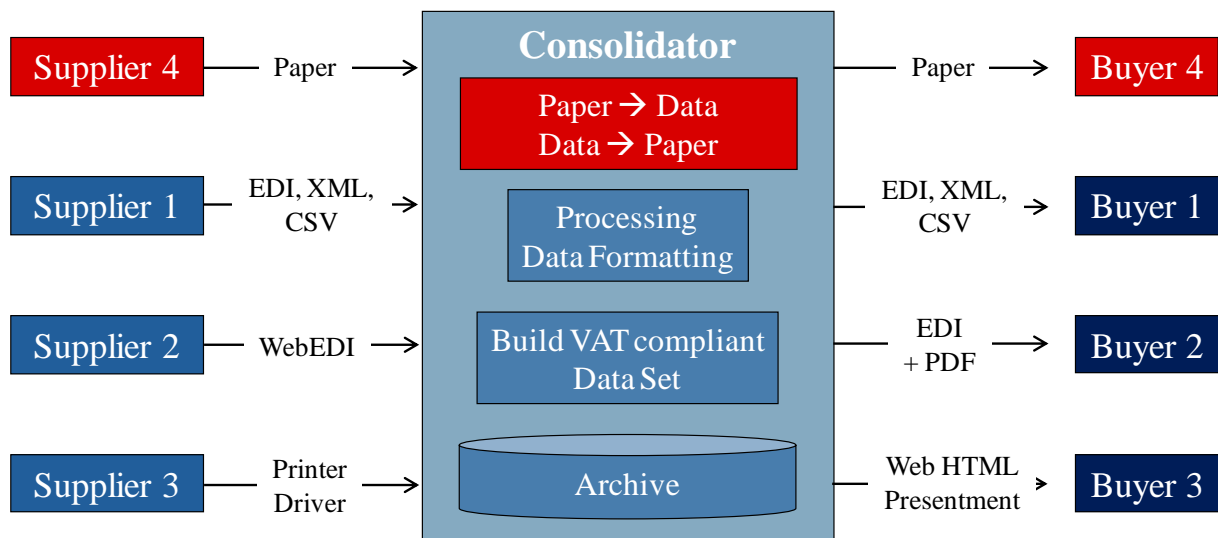 Consolidator
Supplier 4
Paper
Paper → Data
Data → Paper
Paper
Buyer 4
Supplier 1
EDI, XML,
CSV
Processing
Data Formatting
EDI, XML,
CSV
Buyer 1
Supplier 2
WebEDI
Build VAT compliant
Data Set
EDI
+ PDF
Buyer 2
Supplier 3
Printer
Driver
Archive
Web HTML
Presentment
Buyer 3